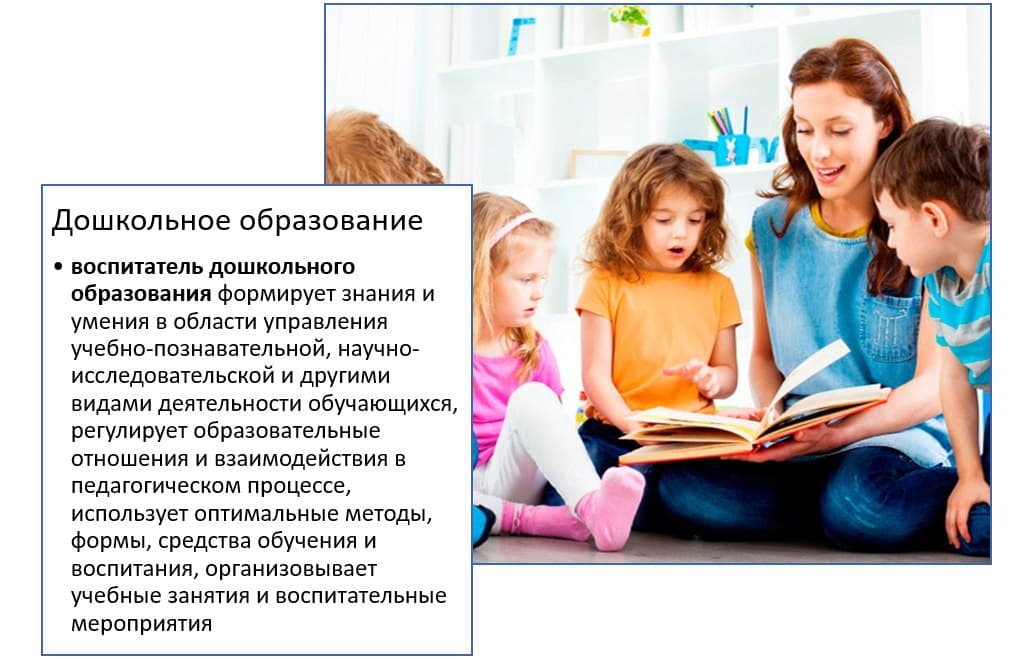 Дошкольное образование
• воспитатель дошкольного
образования формирует знания и
умения в области управления
учебно-познавательной, научно-
исследовательской и другими
видами деятельности обучающихся,
регулирует образовательные
отношения и взаимодействия в
педагогическом процессе,
использует оптимальные методы,
формы, средства обучения и
воспитания, организовывает
учебные занятия и воспитательные
мероприятия